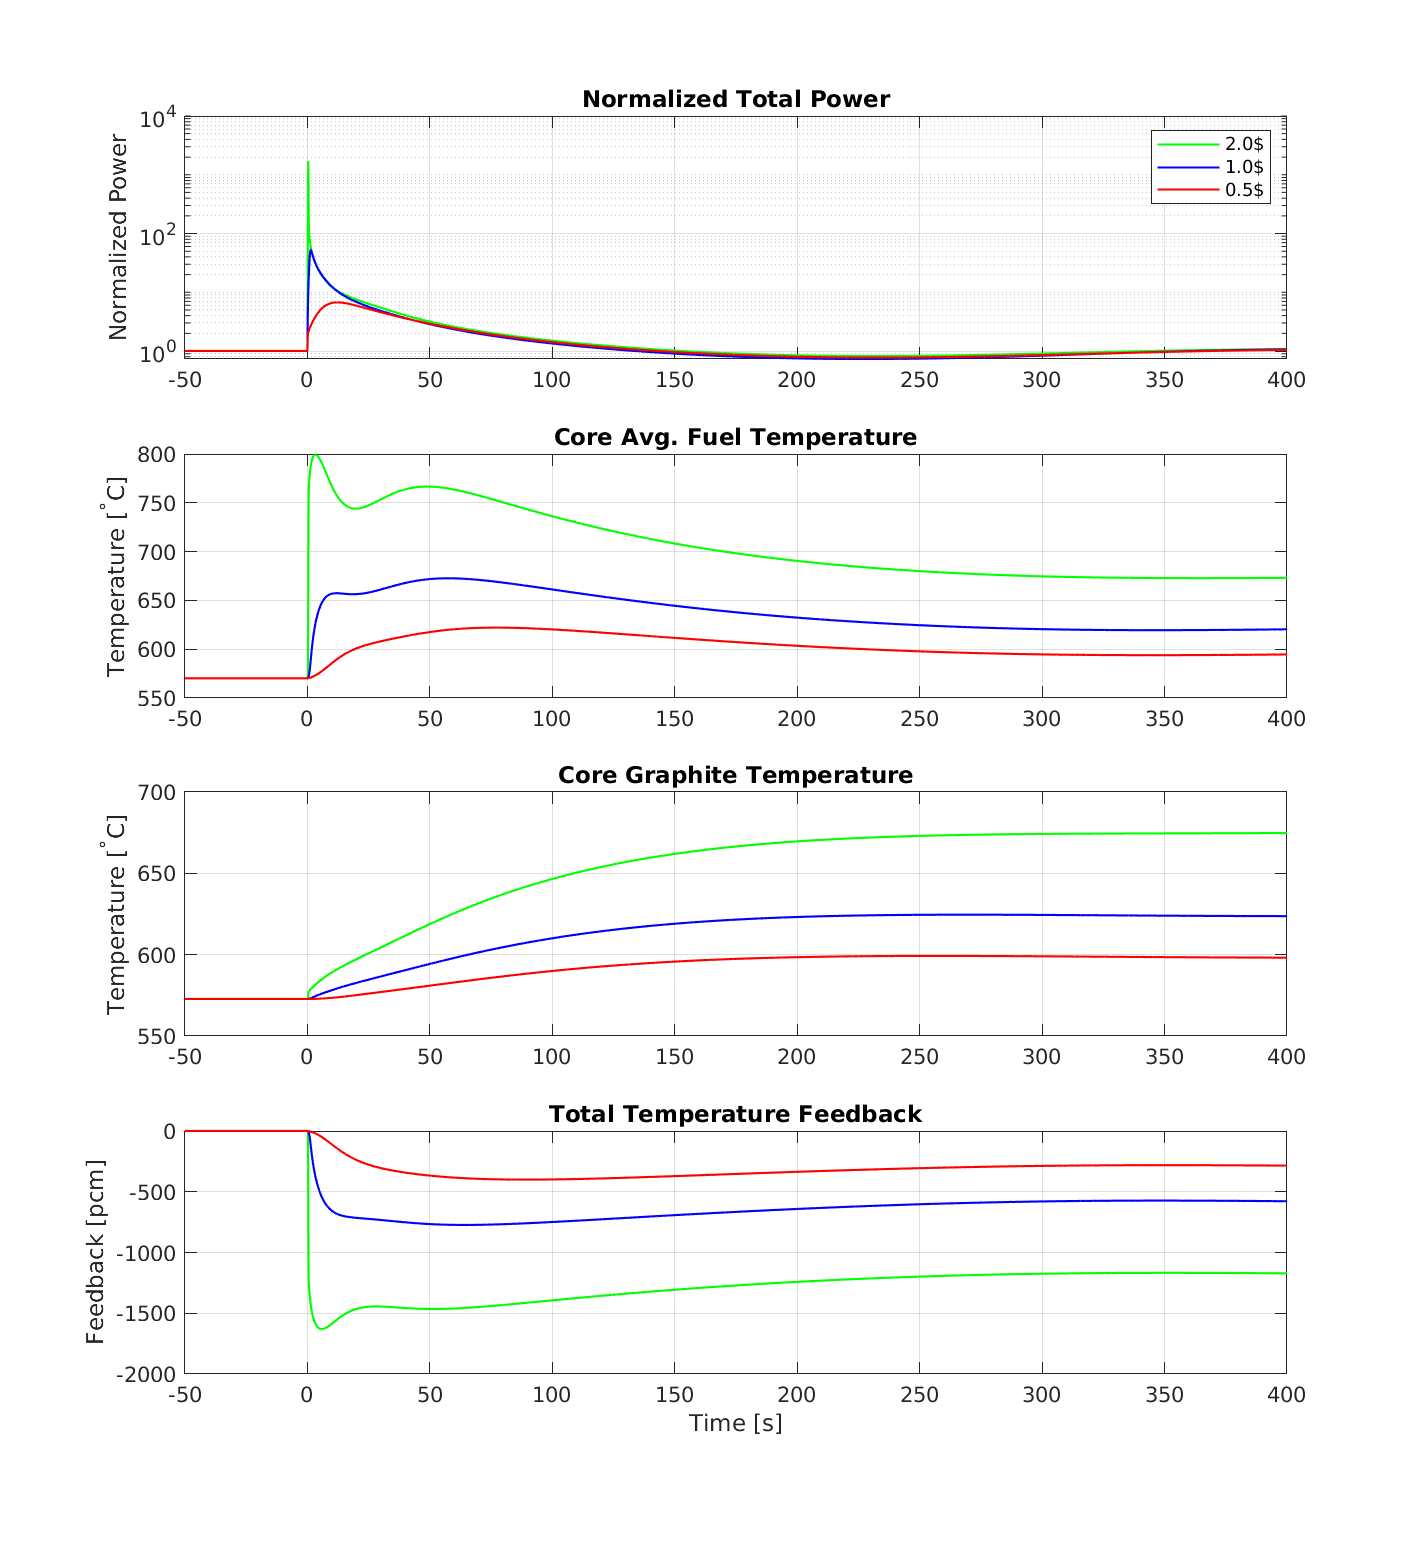 Normalized Total Power
Normalized Power
10^4
10^2
10^0
2.0$
1.0$
0.5$
-50 0 50 100 150 200 250 300 350 400
Core Avg. Fuel Temperature
Temperature [°C]
800
750
700
650
600
550
-50 0 50 100 150 200 250 300 350 400
Core Graphite Temperature
Temperature [°C]
700
650
600
550
-50 0 50 100 150 200 250 300 350 400
Total Temperature Feedback
Feedback [pcm]
0
-500
-1000
-1500
-2000
-50 0 50 100 150 200 250 300 350 400
Time [s]